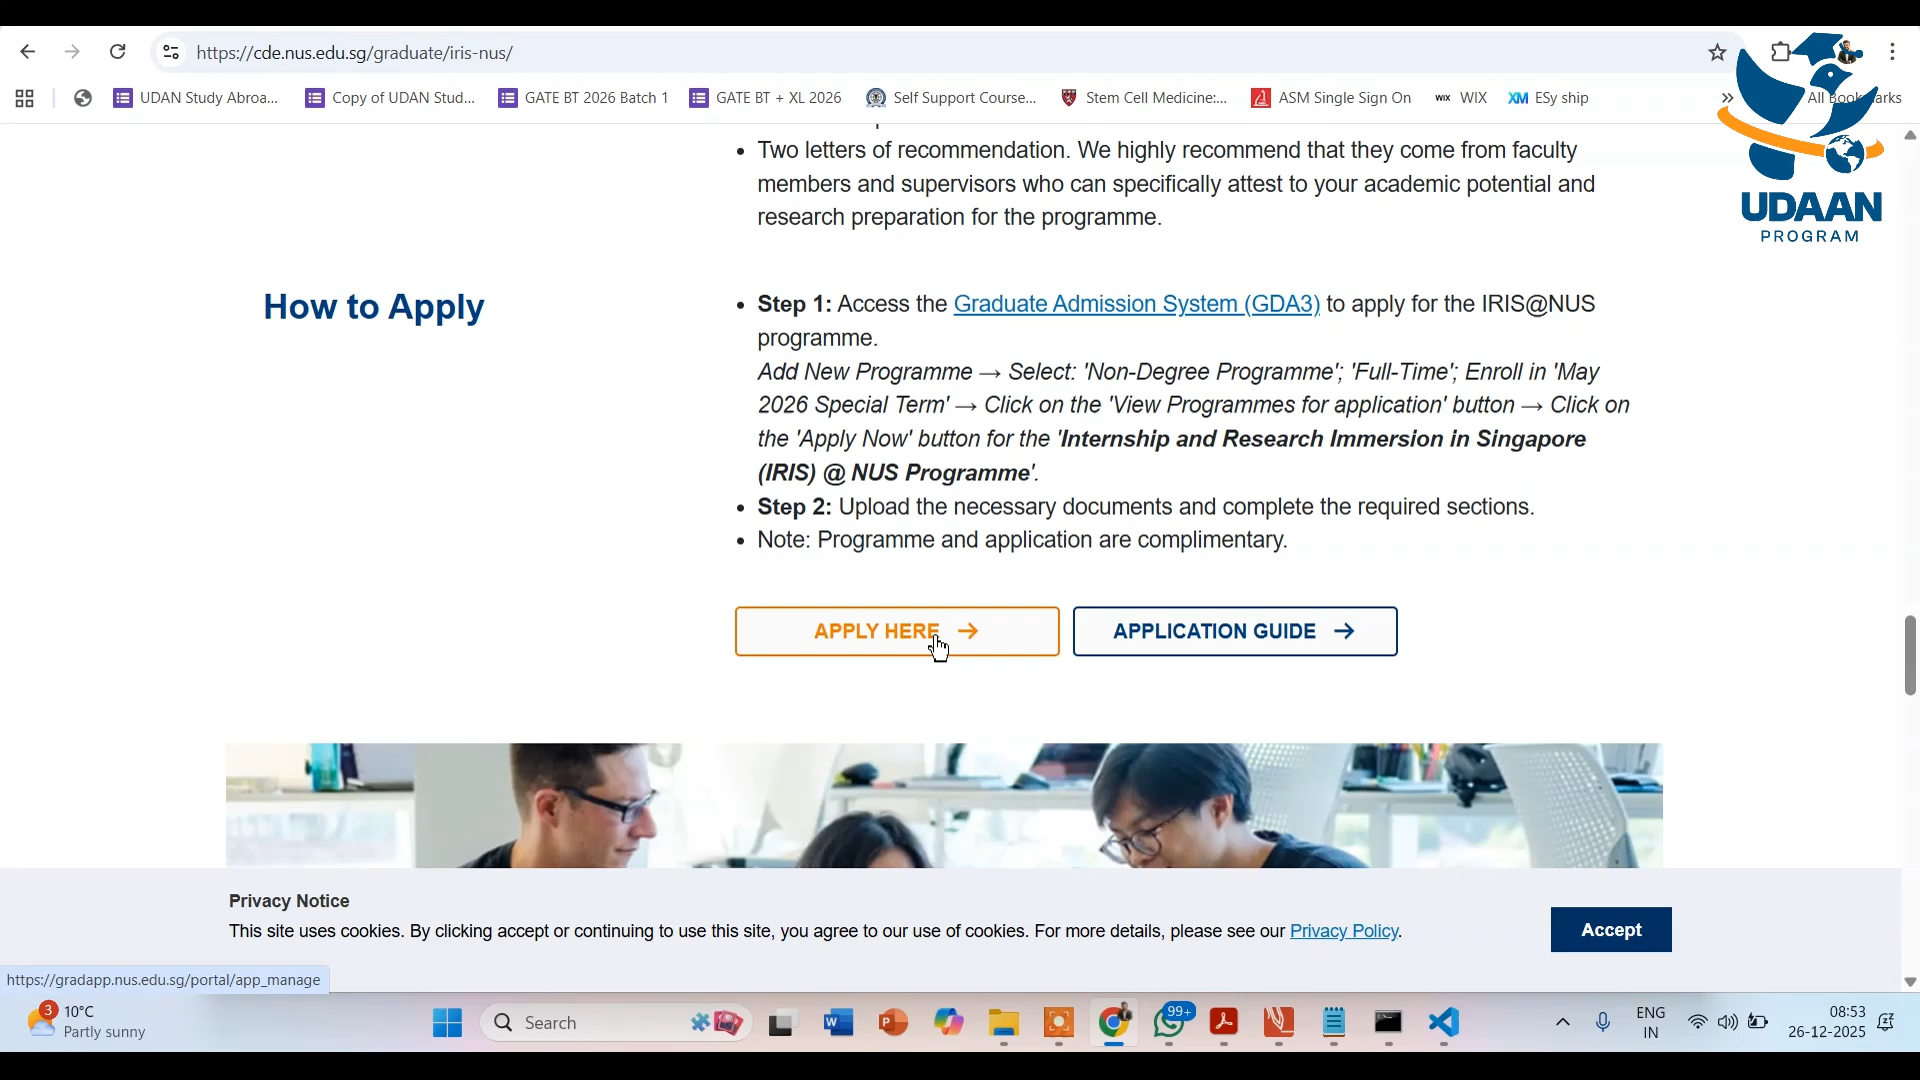 https://cde.nus.edu.sg/graduate/iris-nus/
UDAN Study Abroa...
Copy of UDAN Stud...
GATE BT 2026 Batch 1
GATE BT + XL 2026
Self Support Course...
Stem Cell Medicine:...
ASM Single Sign On
WIX WIX
XM ESy ship
»
All Bookmarks
UDAAN
PROGRAM
• Two letters of recommendation. We highly recommend that they come from faculty
members and supervisors who can specifically attest to your academic potential and
research preparation for the programme.
How to Apply
• Step 1: Access the Graduate Admission System (GDA3) to apply for the IRIS@NUS
programme.
Add New Programme → Select: 'Non-Degree Programme'; 'Full-Time'; Enroll in 'May
2026 Special Term' → Click on the 'View Programmes for application' button → Click on
the 'Apply Now' button for the 'Internship and Research Immersion in Singapore
(IRIS) @ NUS Programme'.
• Step 2: Upload the necessary documents and complete the required sections.
• Note: Programme and application are complimentary.
APPLY HERE →
APPLICATION GUIDE →
Privacy Notice
This site uses cookies. By clicking accept or continuing to use this site, you agree to our use of cookies. For more details, please see our Privacy Policy.
Accept
https://gradapp.nus.edu.sg/portal/app_manage
3
10°C
Partly sunny
Search
99+
ENG
IN
08:53
26-12-2025